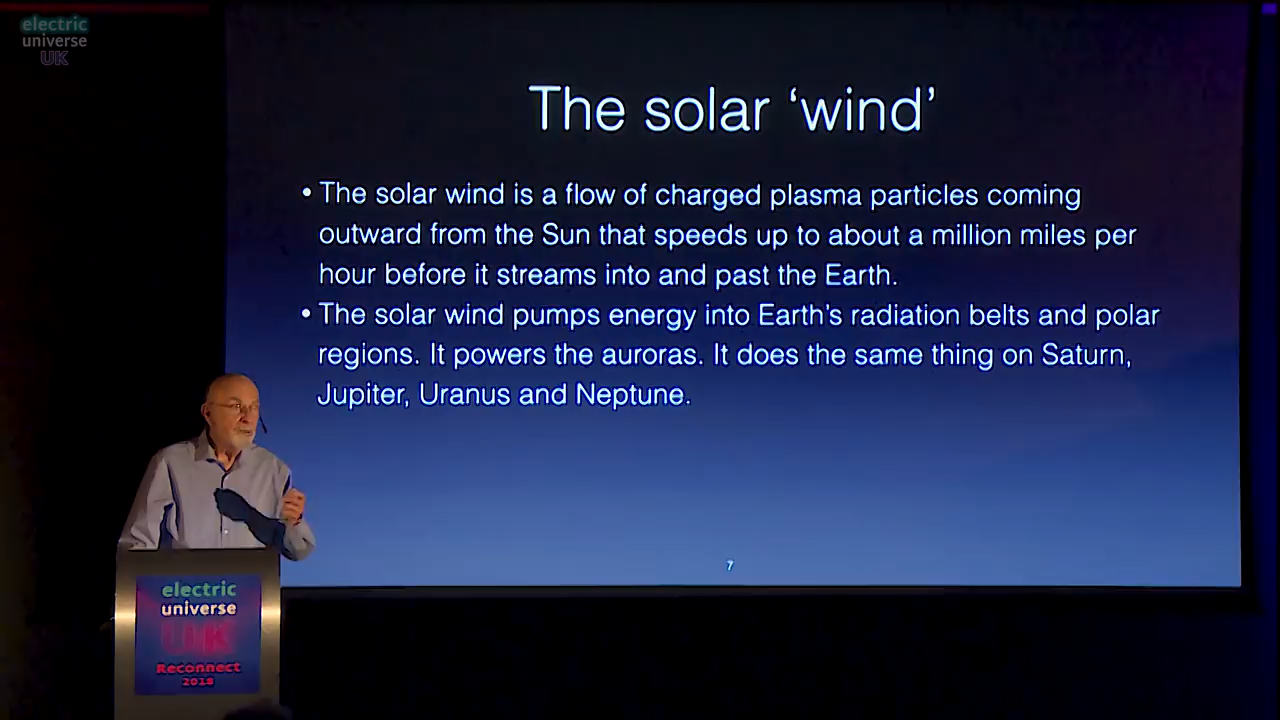 electric
universe
UK
The solar ‘wind’
• The solar wind is a flow of charged plasma particles coming
outward from the Sun that speeds up to about a million miles per
hour before it streams into and past the Earth.
• The solar wind pumps energy into Earth’s radiation belts and polar
regions. It powers the auroras. It does the same thing on Saturn,
Jupiter, Uranus and Neptune.
7
electric
universe
UK
Reconnect
2018